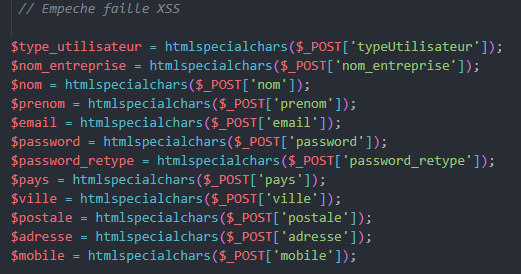 // Empeche faille XSS
$type_utilisateur = htmlspecialchars($_POST['typeUtilisateur']);
$nom_entreprise = htmlspecialchars($_POST['nom_entreprise']);
$nom = htmlspecialchars($_POST['nom']);
$prenom = htmlspecialchars($_POST['prenom']);
$email = htmlspecialchars($_POST['email']);
$password = htmlspecialchars($_POST['password']);
$password_retype = htmlspecialchars($_POST['password_retype']);
$pays = htmlspecialchars($_POST['pays']);
$ville = htmlspecialchars($_POST['ville']);
$postale = htmlspecialchars($_POST['postale']);
$adresse = htmlspecialchars($_POST['adresse']);
$mobile = htmlspecialchars($_POST['mobile']);